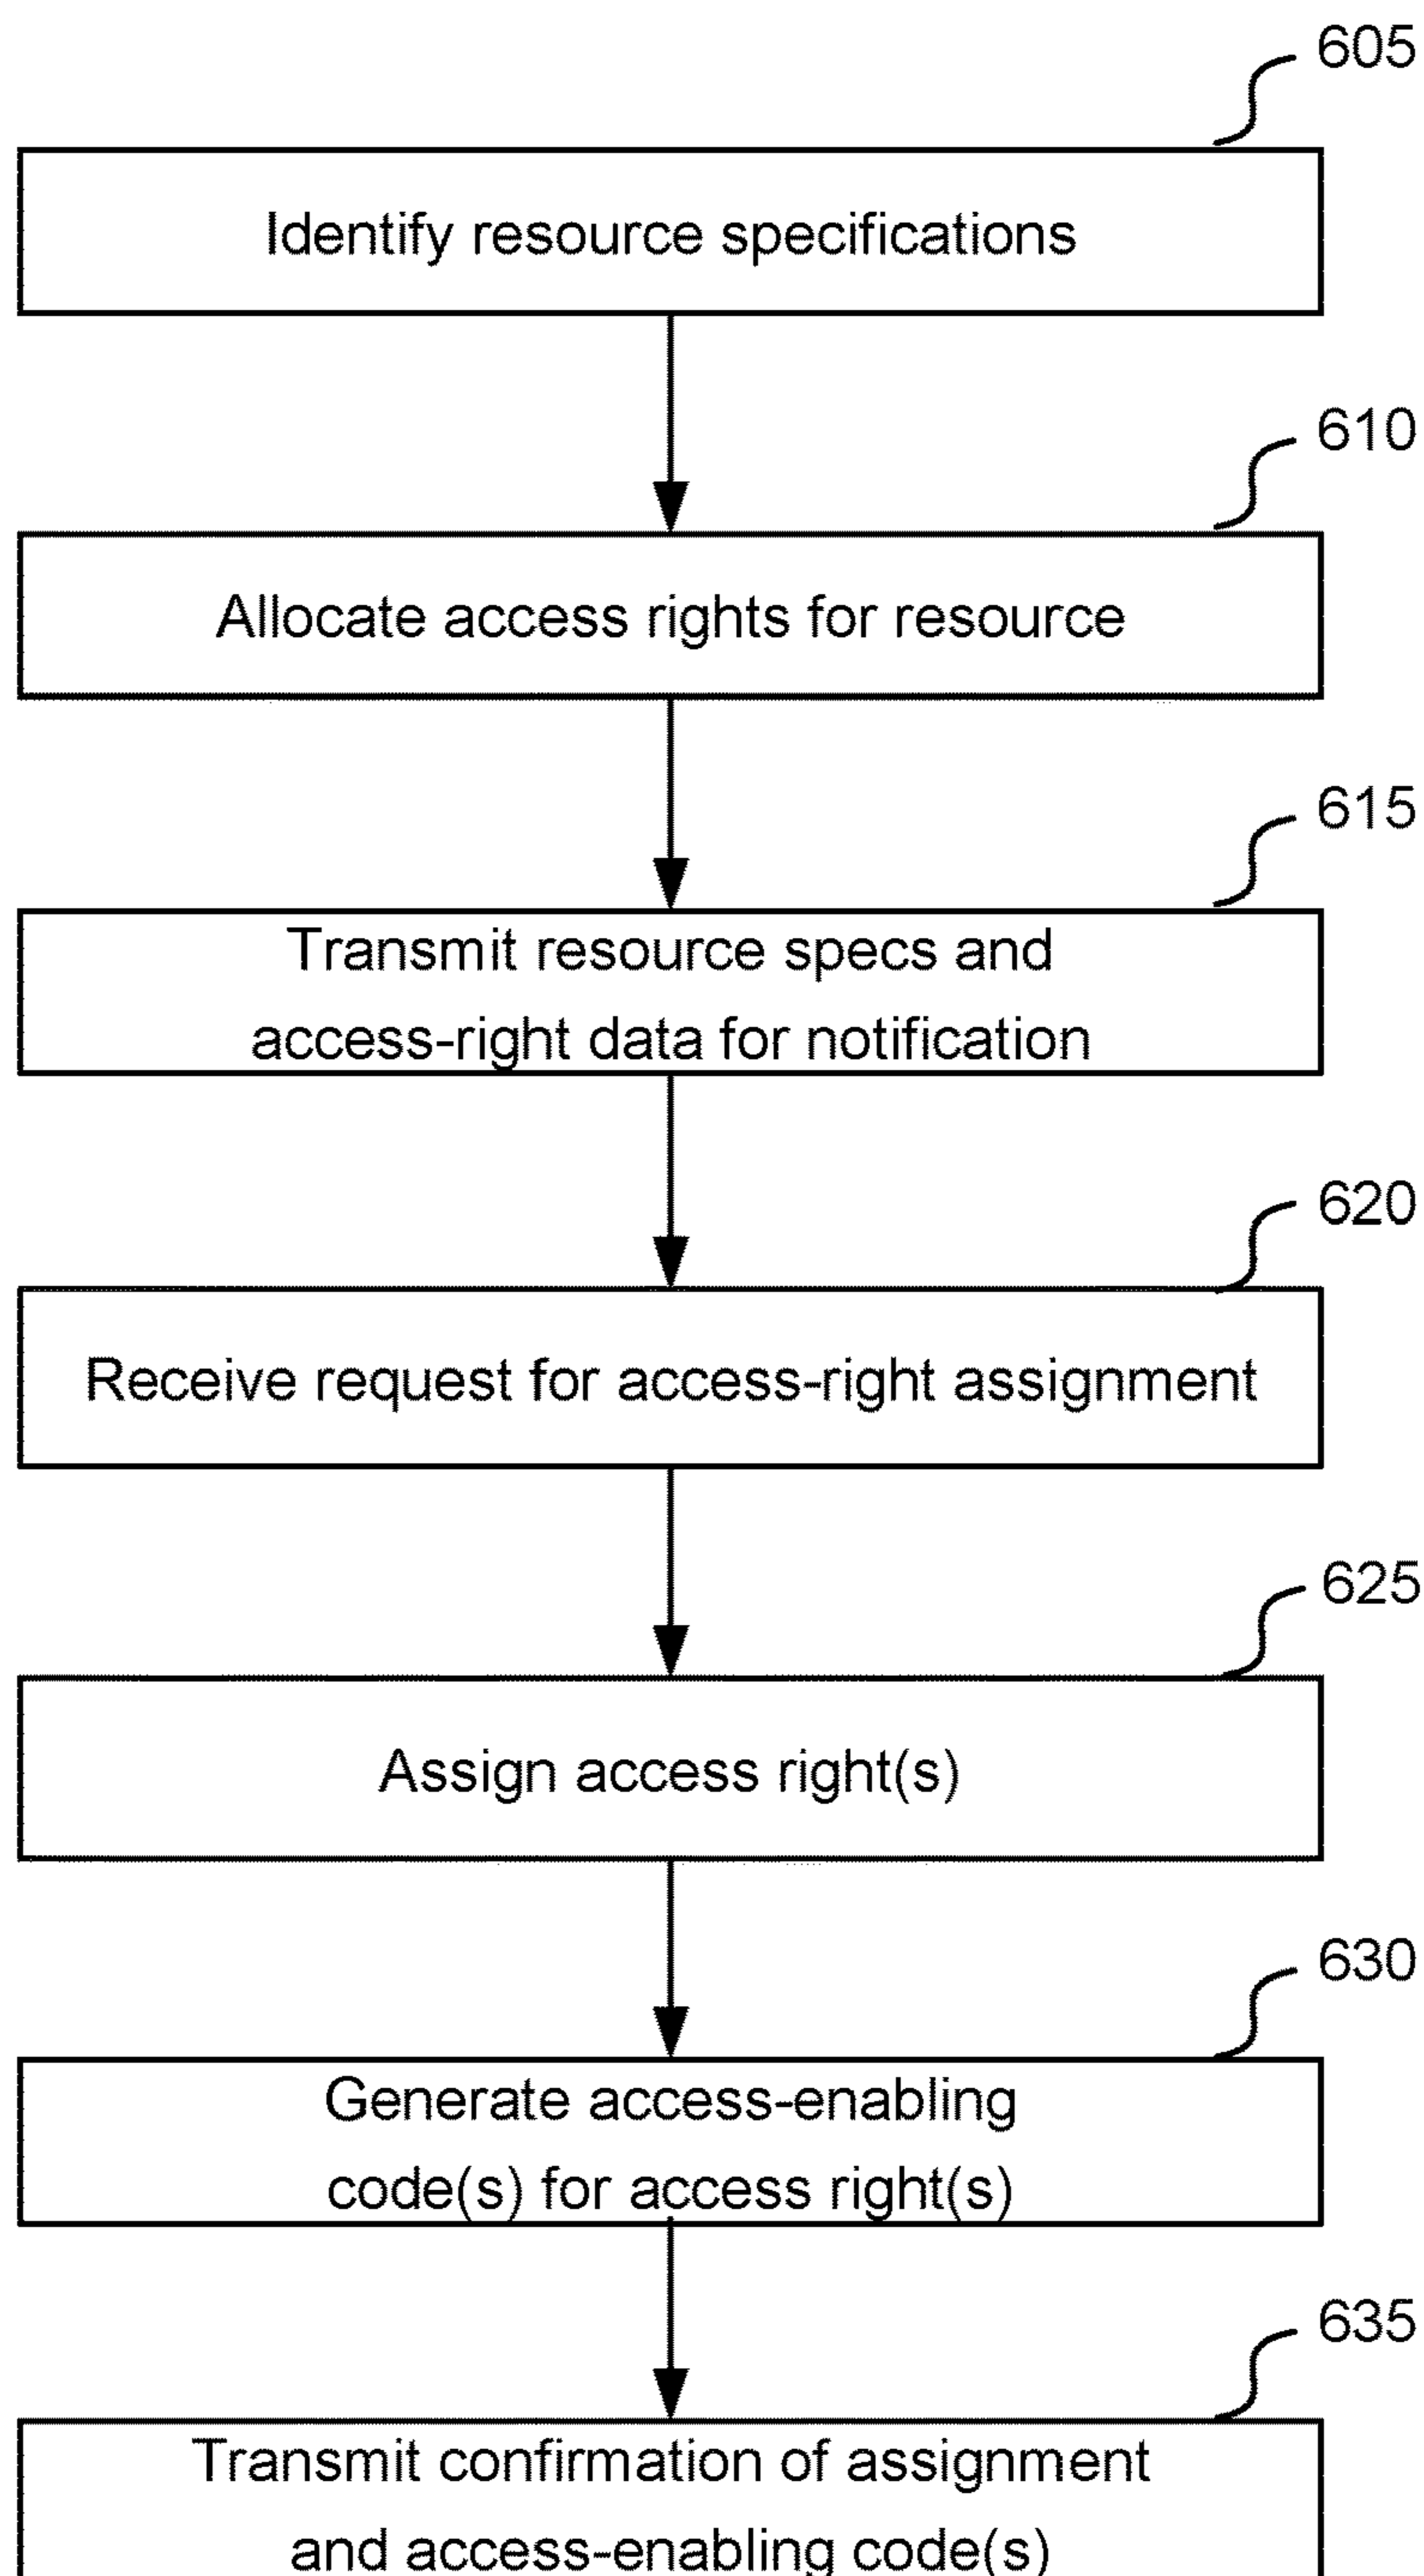 605
Identify resource specifications
610
Allocate access rights for resource
615
Transmit resource specs and
access-right data for notification
620
Receive request for access-right assignment
625
Assign access right(s)
630
Generate access-enabling
code(s) for access right(s)
635
Transmit confirmation of assignment
and access-enabling code(s)